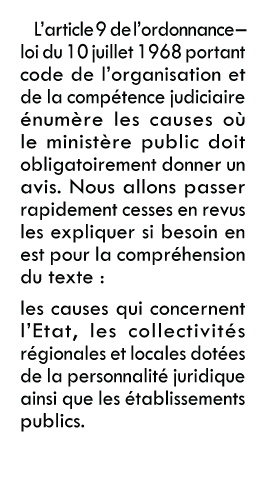 L'article 9 de l'ordonnance–
loi du 10 juillet 1968 portant
code de l'organisation et
de la compétence judiciaire
énumère les causes où
le ministère public doit
obligatoirement donner un
avis. Nous allons passer
rapidement cesses en revus
les expliquer si besoin en
est pour la compréhension
du texte :
les causes qui concernent
l'Etat, les collectivités
régionales et locales dotées
de la personnalité juridique
ainsi que les établissements
publics.